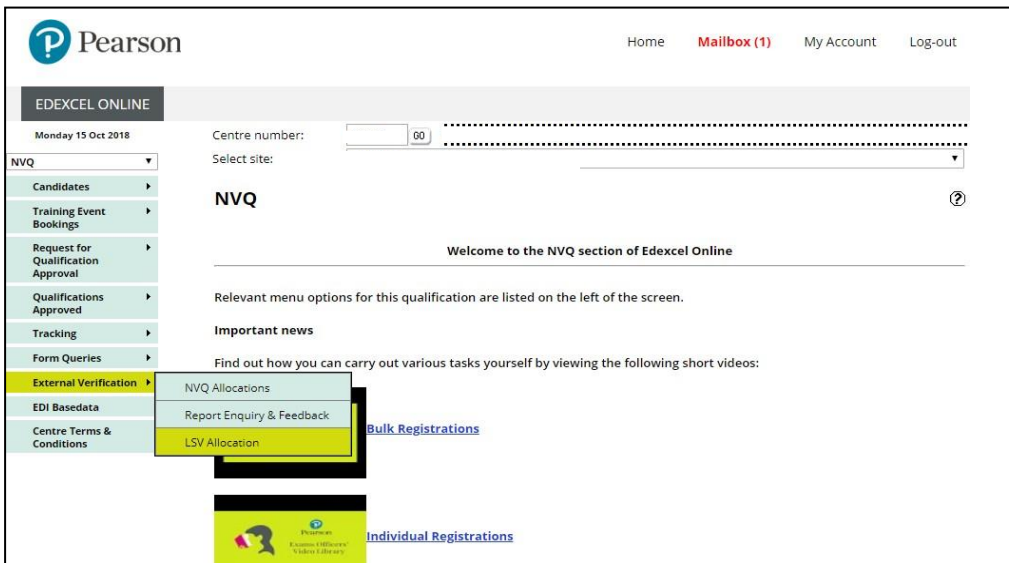 Pearson
Home Mailbox (1) My Account Log-out
EDEXCEL ONLINE
Monday 15 Oct 2018
Centre number: GO
NVQ
Select site:
Candidates
Training Event
Bookings
Request for
Qualification
Approval
Qualifications
Approved
Tracking
Form Queries
External Verification
EDI Basedata
Centre Terms &
Conditions
NVQ Allocations
Report Enquiry & Feedback
LSV Allocation
NVQ
Welcome to the NVQ section of Edexcel Online
Relevant menu options for this qualification are listed on the left of the screen.
Important news
Find out how you can carry out various tasks yourself by viewing the following short videos:
Bulk Registrations
Pearson
Exams Officers'
Video Library
Individual Registrations